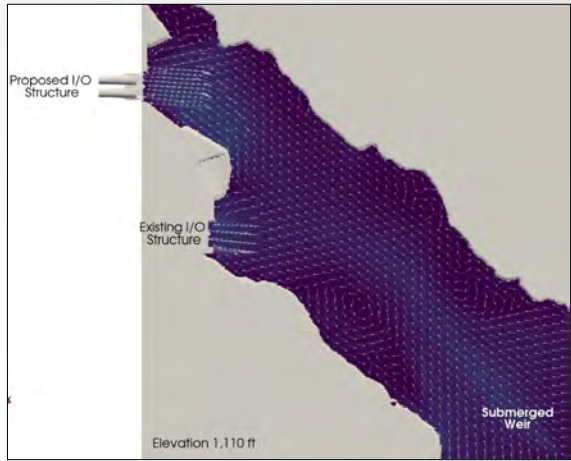 Proposed I/O
Structure
Existing I/O
Structure
Submerged
Weir
Elevation 1,110 ft